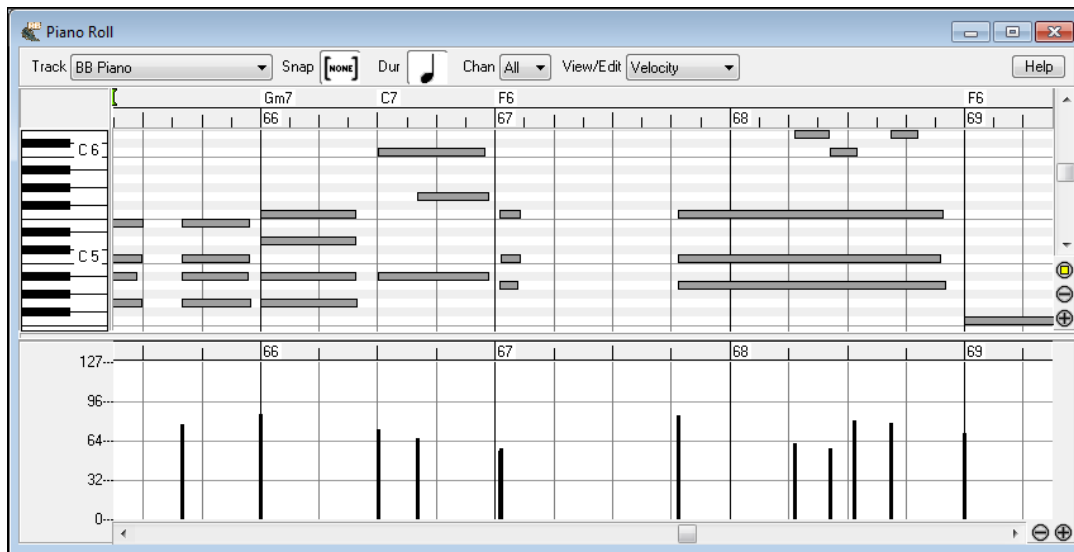 Piano Roll
Track BB Piano Snap [NONE] Dur Chan All View/Edit Velocity Help
Gm7 C7 F6 F6
66 67 68 69
C 6
C 5
66 67 68 69
127
96
64
32
0